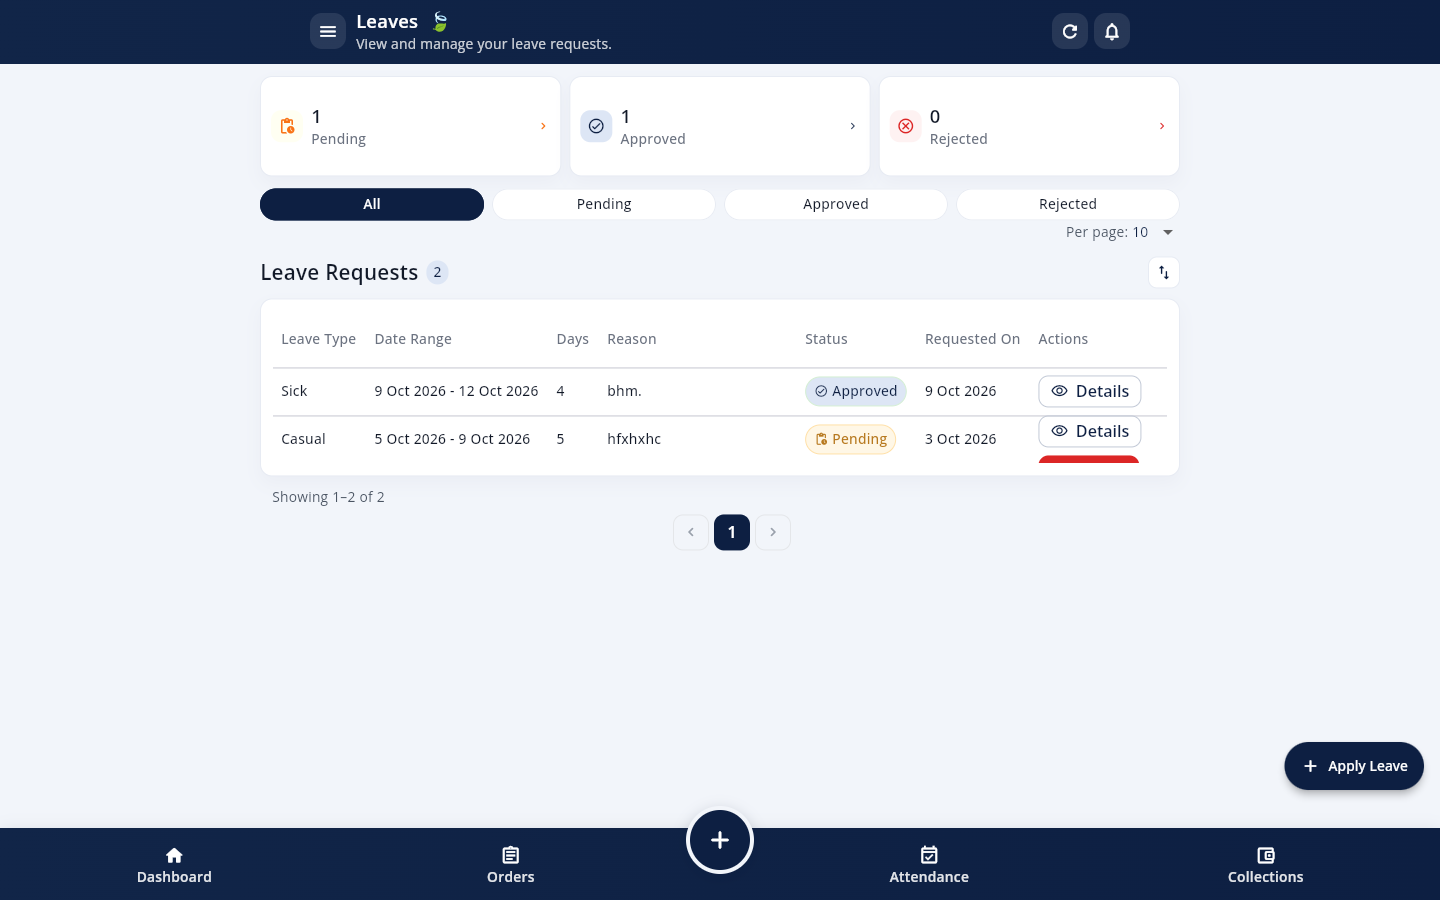 Leaves 🍃
View and manage your leave requests.
1
Pending
1
Approved
0
Rejected
All
Pending
Approved
Rejected
Per page: 10
Leave Requests 2
Leave Type Date Range Days Reason Status Requested On Actions
Sick 9 Oct 2026 - 12 Oct 2026 4 bhm. Approved 9 Oct 2026 Details
Casual 5 Oct 2026 - 9 Oct 2026 5 hfxhxhc Pending 3 Oct 2026 Details
Showing 1–2 of 2
1
Apply Leave
Dashboard
Orders
Attendance
Collections